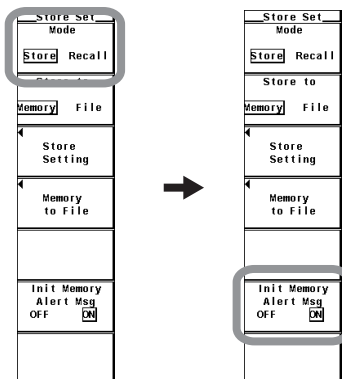 Store Set
Mode
Store Recall
Store to
Memory File
Store
Setting
Memory
to File
Init Memory
Alert Msg
OFF ON
Store Set
Mode
Store Recall
Store to
Memory File
Store
Setting
Memory
to File
Init Memory
Alert Msg
OFF ON